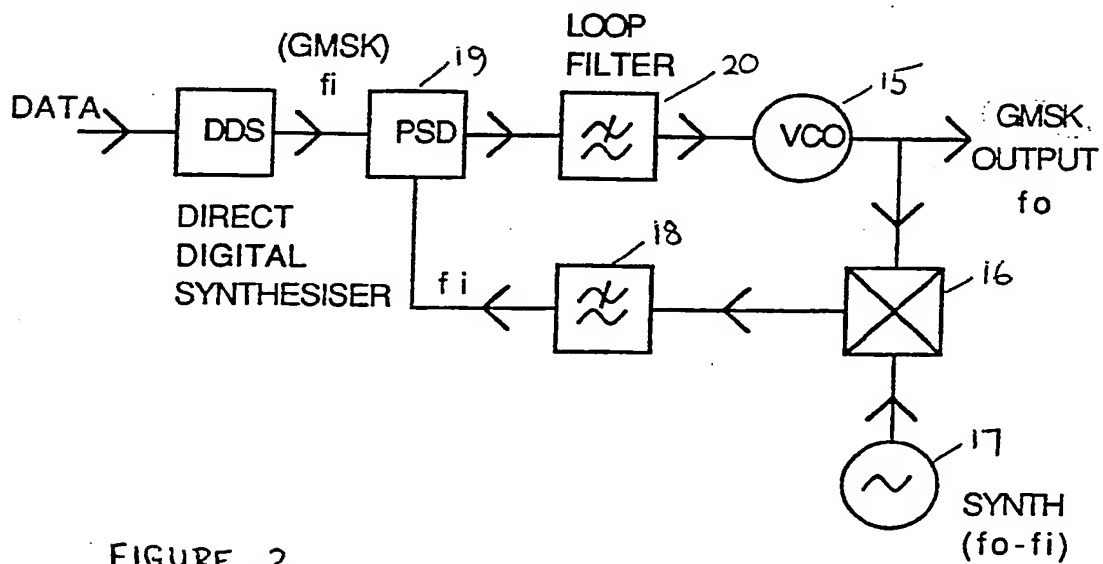 LOOP
FILTER
(GMSK)
fi
19
20
15
DATA
DDS
PSD
VCO
GMSK
OUTPUT
fo
DIRECT
DIGITAL
SYNTHESISER
fi
18
16
17
SYNTH
(fo-fi)
FIGURE 2